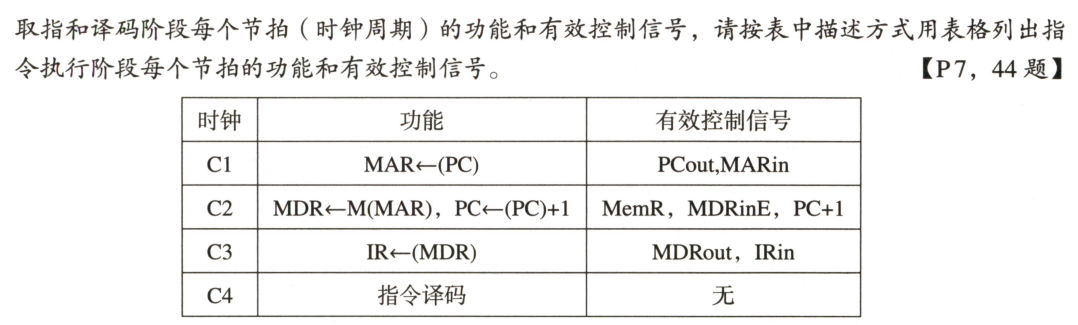 取指和译码阶段每个节拍（时钟周期）的功能和有效控制信号，请按表中描述方式用表格列出指
令执行阶段每个节拍的功能和有效控制信号。 【P7，44 题】
时钟 功能 有效控制信号
C1 MAR←(PC) PCout,MARin
C2 MDR←M(MAR)，PC←(PC)+1 MemR，MDRinE，PC+1
C3 IR←(MDR) MDRout，IRin
C4 指令译码 无